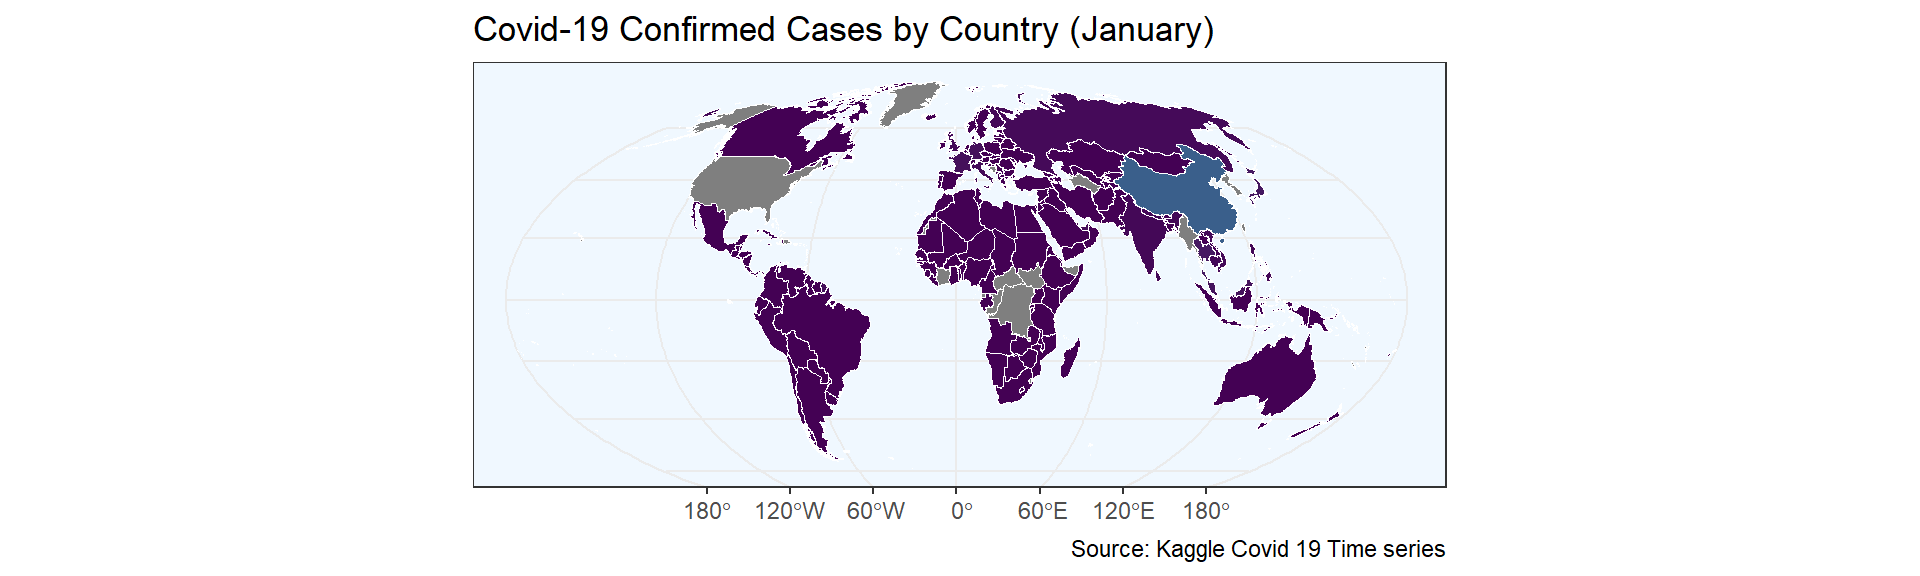 Covid-19 Confirmed Cases by Country (January)
180° 120°W 60°W 0° 60°E 120°E 180°
Source: Kaggle Covid 19 Time series